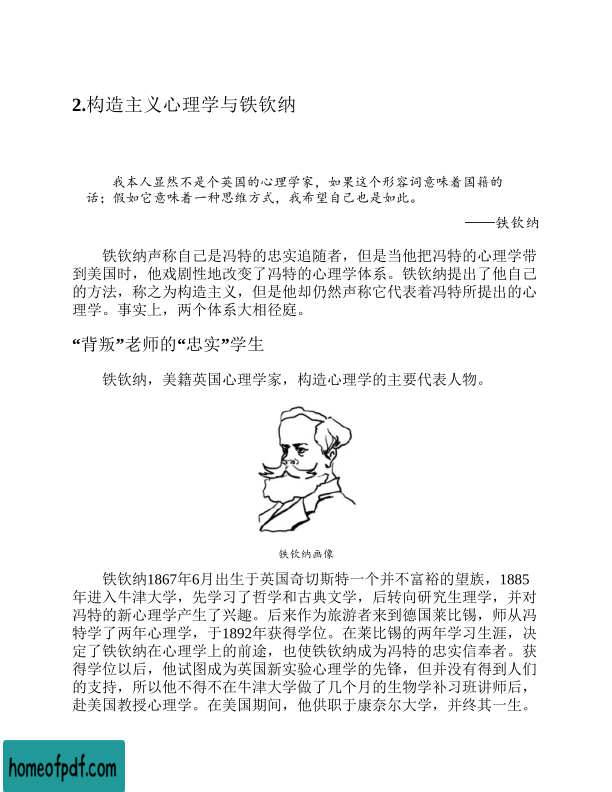 2.构造主义心理学与铁钦纳
我本人显然不是个英国的心理学家，如果这个形容词意味着国籍的
话；假如它意味着一种思维方式，我希望自己也是如此。
——铁钦纳
铁钦纳声称自己是冯特的忠实追随者，但是当他把冯特的心理学带
到美国时，他戏剧性地改变了冯特的心理学体系。铁钦纳提出了他自己
的方法，称之为构造主义，但是他却仍然声称它代表着冯特所提出的心
理学。事实上，两个体系大相径庭。
“背叛”老师的“忠实”学生
铁钦纳，美籍英国心理学家，构造心理学的主要代表人物。
铁钦纳画像
铁钦纳1867年6月出生于英国奇切斯特一个并不富裕的望族，1885
年进入牛津大学，先学习了哲学和古典文学，后转向研究生理学，并对
冯特的新心理学产生了兴趣。后来作为旅游者来到德国莱比锡，师从冯
特学了两年心理学，于1892年获得学位。在莱比锡的两年学习生涯，决
定了铁钦纳在心理学上的前途，也使铁钦纳成为冯特的忠实信奉者。获
得学位以后，他试图成为英国新实验心理学的先锋，但并没有得到人们
的支持，所以他不得不在牛津大学做了几个月的生物学补习班讲师后，
赴美国教授心理学。在美国期间，他供职于康奈尔大学，并终其一生。
homeofpdf.com